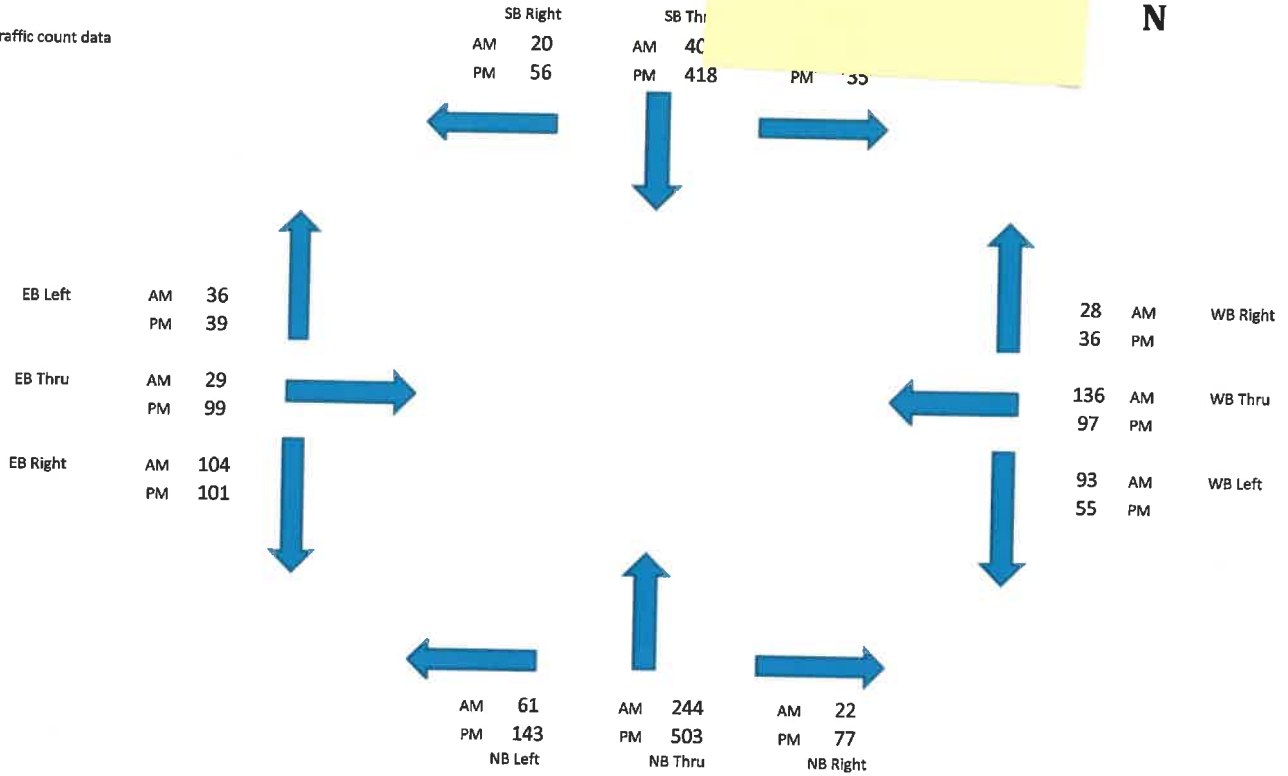 N
SB Right
SB
raffic count data
AM 20
AM
PM 56
PM 418
PM 35
EB Left
AM 36
PM 39
EB Thru
AM 29
PM 99
EB Right
AM 104
PM 101
28 AM WB Right
36 PM
136 AM WB Thru
97 PM
93 AM WB Left
55 PM
AM 61
PM 143
NB Left
AM 244
PM 503
NB Thru
AM 22
PM 77
NB Right